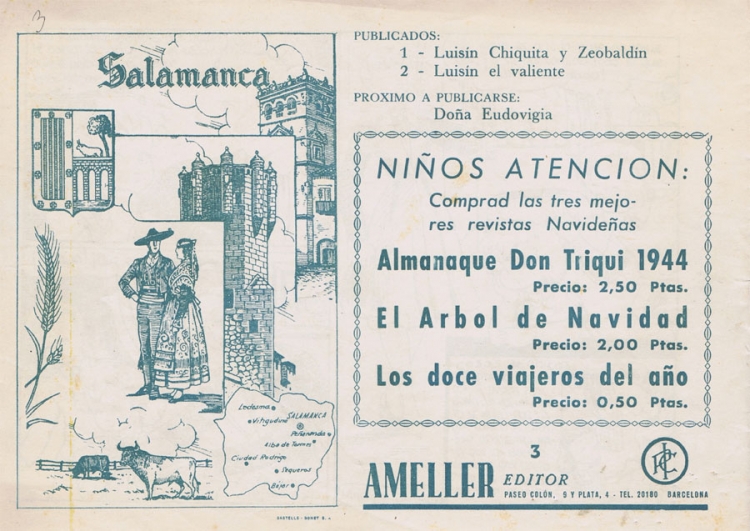 3
Salamanca
Ledesma
Vitigudino
SALAMANCA
Peñaranda
Alba de Tormes
Ciudad Rodrigo
Sequeros
Bejar
PUBLICADOS:
1 - Luisín Chiquita y Zeobaldín
2 - Luisín el valiente
PROXIMO A PUBLICARSE:
Doña Eudovigia
NIÑOS ATENCION:
Comprad las tres mejo-
res revistas Navideñas
Almanaque Don Triqui 1944
Precio: 2,50 Ptas.
El Arbol de Navidad
Precio: 2,00 Ptas.
Los doce viajeros del año
Precio: 0,50 Ptas.
3
AMELLER EDITOR
PASEO COLÓN, 5 Y PLATA, 4 - TEL. 20180 BARCELONA